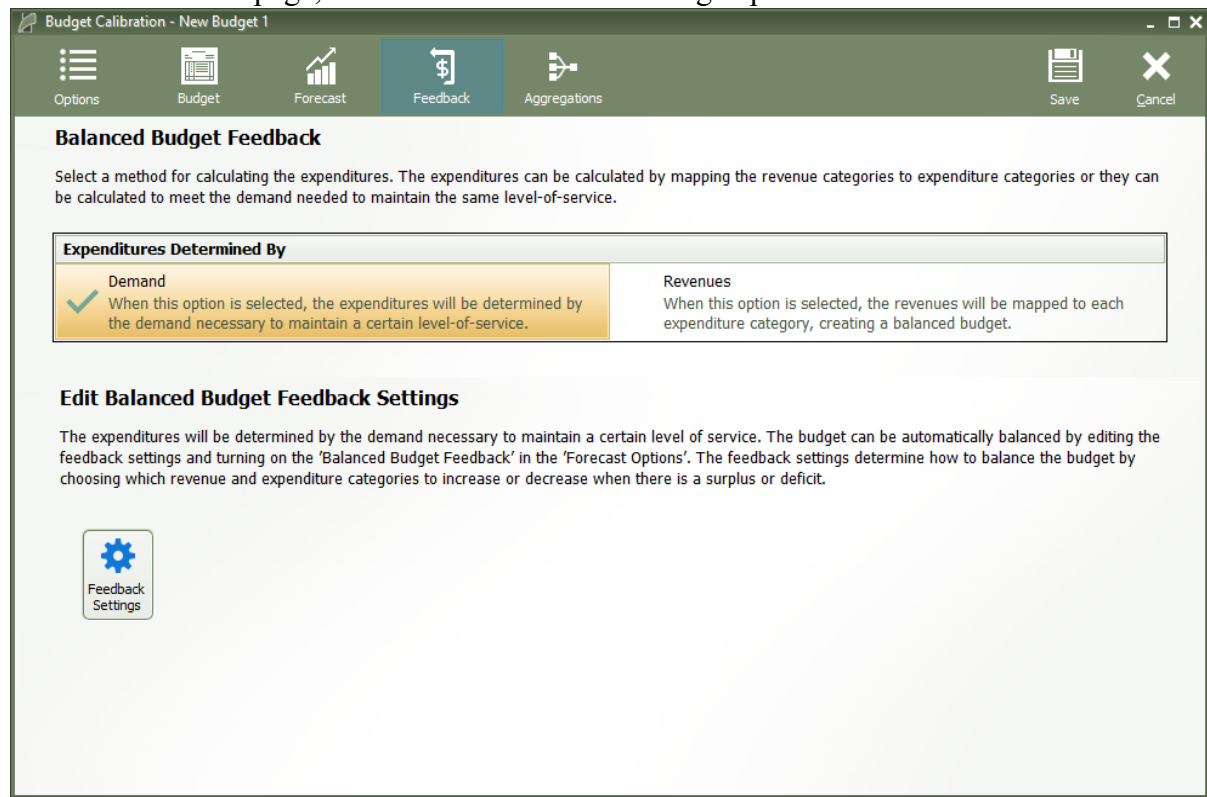 Budget Calibration - New Budget 1
Options Budget Forecast Feedback Aggregations Save Cancel
Balanced Budget Feedback
Select a method for calculating the expenditures. The expenditures can be calculated by mapping the revenue categories to expenditure categories or they can
be calculated to meet the demand needed to maintain the same level-of-service.
Expenditures Determined By
Demand
When this option is selected, the expenditures will be determined by
the demand necessary to maintain a certain level-of-service.
Revenues
When this option is selected, the revenues will be mapped to each
expenditure category, creating a balanced budget.
Edit Balanced Budget Feedback Settings
The expenditures will be determined by the demand necessary to maintain a certain level of service. The budget can be automatically balanced by editing the
feedback settings and turning on the 'Balanced Budget Feedback' in the 'Forecast Options'. The feedback settings determine how to balance the budget by
choosing which revenue and expenditure categories to increase or decrease when there is a surplus or deficit.
Feedback
Settings